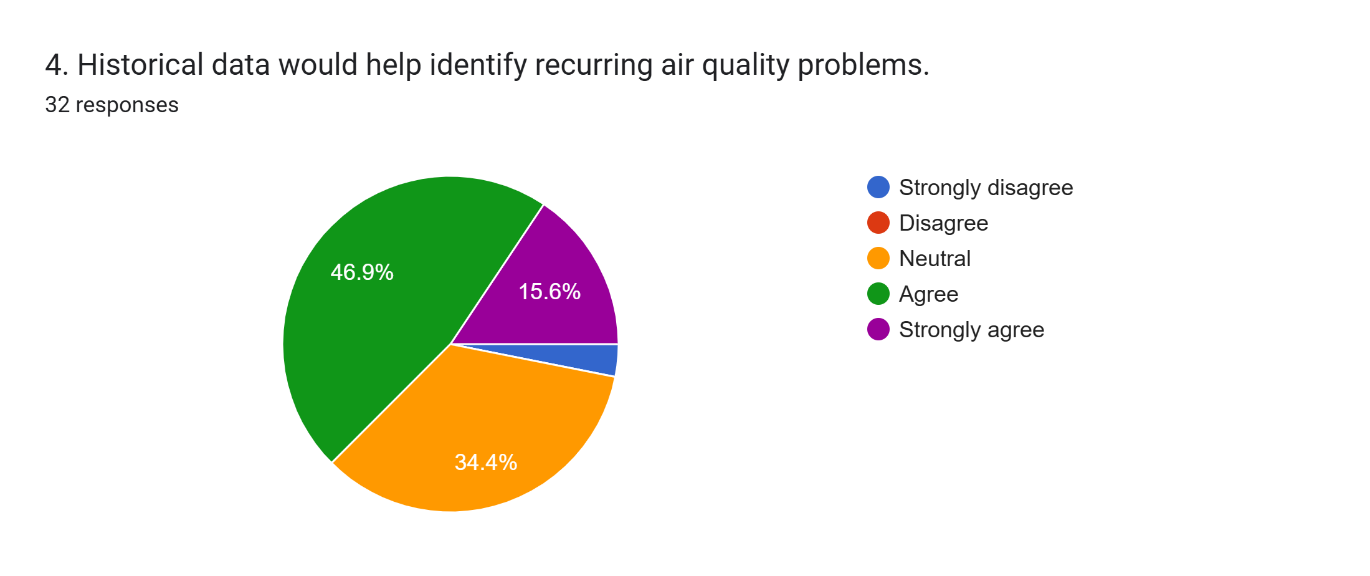 4. Historical data would help identify recurring air quality problems.
32 responses
46.9%
15.6%
34.4%
Strongly disagree
Disagree
Neutral
Agree
Strongly agree